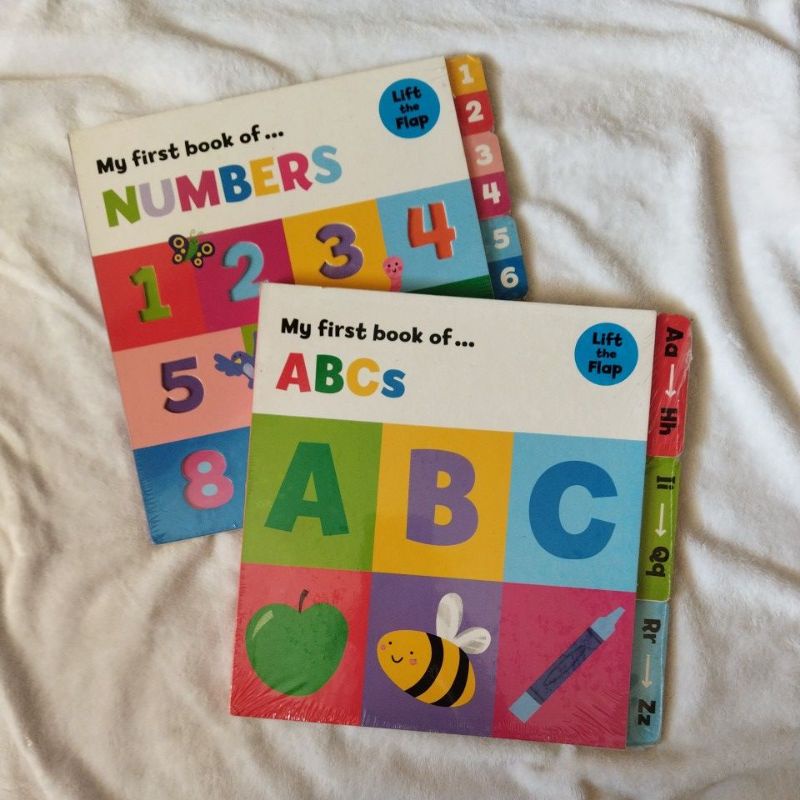 My first book of...
NUMBERS
Lift
the
Flap
1
2
3
4
5
6
1 2 3 4
5
8
My first book of...
ABCs
Lift
the
Flap
A B C
Aa → Hh
Ii → Qq
Rr → Zz